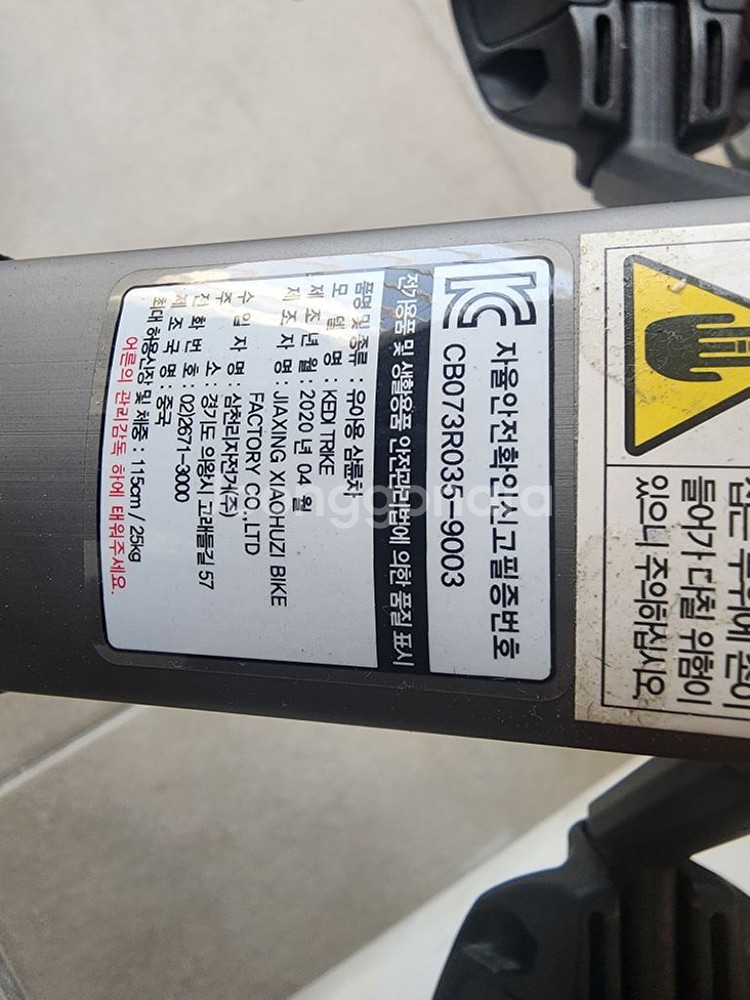 자율안전확인신고필증번호
CB073R035-9003
전기용품 및 생활용품 안전관리법에 의한 품질 표시
품명 및 종류 : 유아용 삼륜차
모 델 명 : KEDI TRIKE
제 조 년 월 : 2020 년 04 월
제 조 자 명 : JIAXING XIAOHUZI BIKE
FACTORY CO.,LTD
수 입 자 명 : 삼천리자전거(주)
주 소 : 경기도 의왕시 고래들길 57
전 화 번 호 : 02)2671-3000
제 조 국 명 : 중국
최대 허용신장 및 체중 : 115cm / 25kg
어른의 관리감독 하에 태워주세요.
들어가 다칠 위험이
있으니 주의하십시오